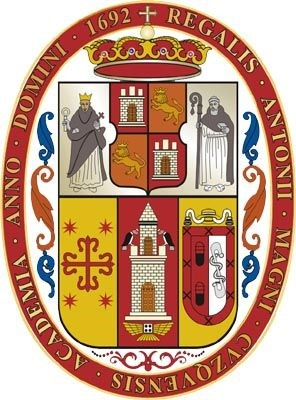 REGALIS · ANTONII · MAGNI · CVZQVENSIS · ACADEMIA · ANNO · DOMINI · 1692